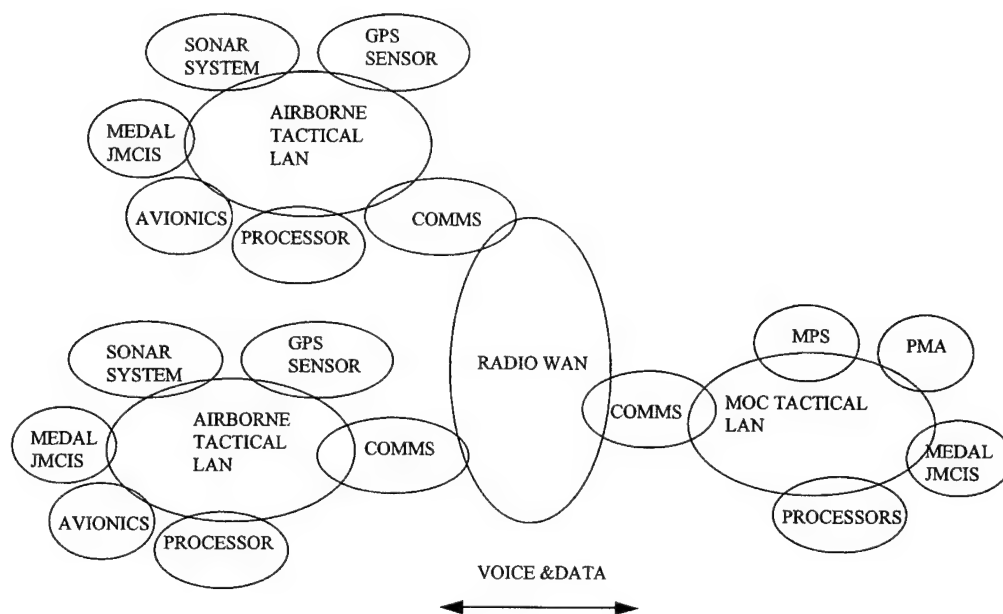 SONAR
SYSTEM
GPS
SENSOR
AIRBORNE
TACTICAL
LAN
MEDAL
JMCIS
AVIONICS
PROCESSOR
COMMS
SONAR
SYSTEM
GPS
SENSOR
AIRBORNE
TACTICAL
LAN
MEDAL
JMCIS
AVIONICS
PROCESSOR
COMMS
RADIO WAN
COMMS
MPS
PMA
MOC TACTICAL
LAN
MEDAL
JMCIS
PROCESSORS
VOICE &DATA